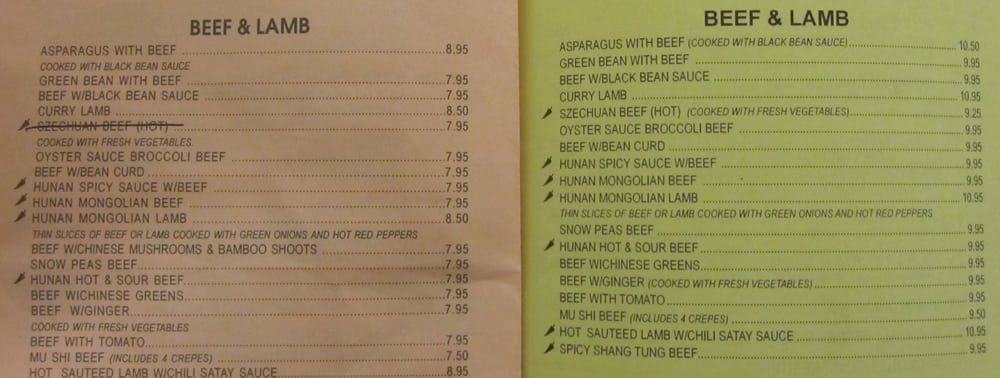 BEEF & LAMB
ASPARAGUS WITH BEEF 8.95
COOKED WITH BLACK BEAN SAUCE
GREEN BEAN WITH BEEF 7.95
BEEF W/BLACK BEAN SAUCE 7.95
CURRY LAMB 8.50
SZECHUAN BEEF (HOT) 7.95
COOKED WITH FRESH VEGETABLES.
OYSTER SAUCE BROCCOLI BEEF 7.95
BEEF W/BEAN CURD 7.95
HUNAN SPICY SAUCE W/BEEF 7.95
HUNAN MONGOLIAN BEEF 7.95
HUNAN MONGOLIAN LAMB 8.50
THIN SLICES OF BEEF OR LAMB COOKED WITH GREEN ONIONS AND HOT RED PEPPERS
BEEF W/CHINESE MUSHROOMS & BAMBOO SHOOTS 7.95
SNOW PEAS BEEF 7.95
HUNAN HOT & SOUR BEEF 7.95
BEEF WICHINESE GREENS 7.95
BEEF W/GINGER 7.95
COOKED WITH FRESH VEGETABLES
BEEF WITH TOMATO 7.95
MU SHI BEEF (INCLUDES 4 CREPES) 7.50
HOT SAUTEED LAMB W/CHILI SATAY SAUCE 8.95
BEEF & LAMB
ASPARAGUS WITH BEEF (COOKED WITH BLACK BEAN SAUCE) 10.50
GREEN BEAN WITH BEEF 9.95
BEEF W/BLACK BEAN SAUCE 9.95
CURRY LAMB 10.95
SZECHUAN BEEF (HOT) (COOKED WITH FRESH VEGETABLES) 9.25
OYSTER SAUCE BROCCOLI BEEF 9.95
BEEF W/BEAN CURD 9.95
HUNAN SPICY SAUCE W/BEEF 9.95
HUNAN MONGOLIAN BEEF 9.95
HUNAN MONGOLIAN LAMB 10.95
THIN SLICES OF BEEF OR LAMB COOKED WITH GREEN ONIONS AND HOT RED PEPPERS
SNOW PEAS BEEF 9.95
HUNAN HOT & SOUR BEEF 9.95
BEEF WICHINESE GREENS 9.95
BEEF W/GINGER (COOKED WITH FRESH VEGETABLES) 9.95
BEEF WITH TOMATO 9.95
MU SHI BEEF (INCLUDES 4 CREPES) 9.50
HOT SAUTEED LAMB W/CHILI SATAY SAUCE 10.95
SPICY SHANG TUNG BEEF 9.95